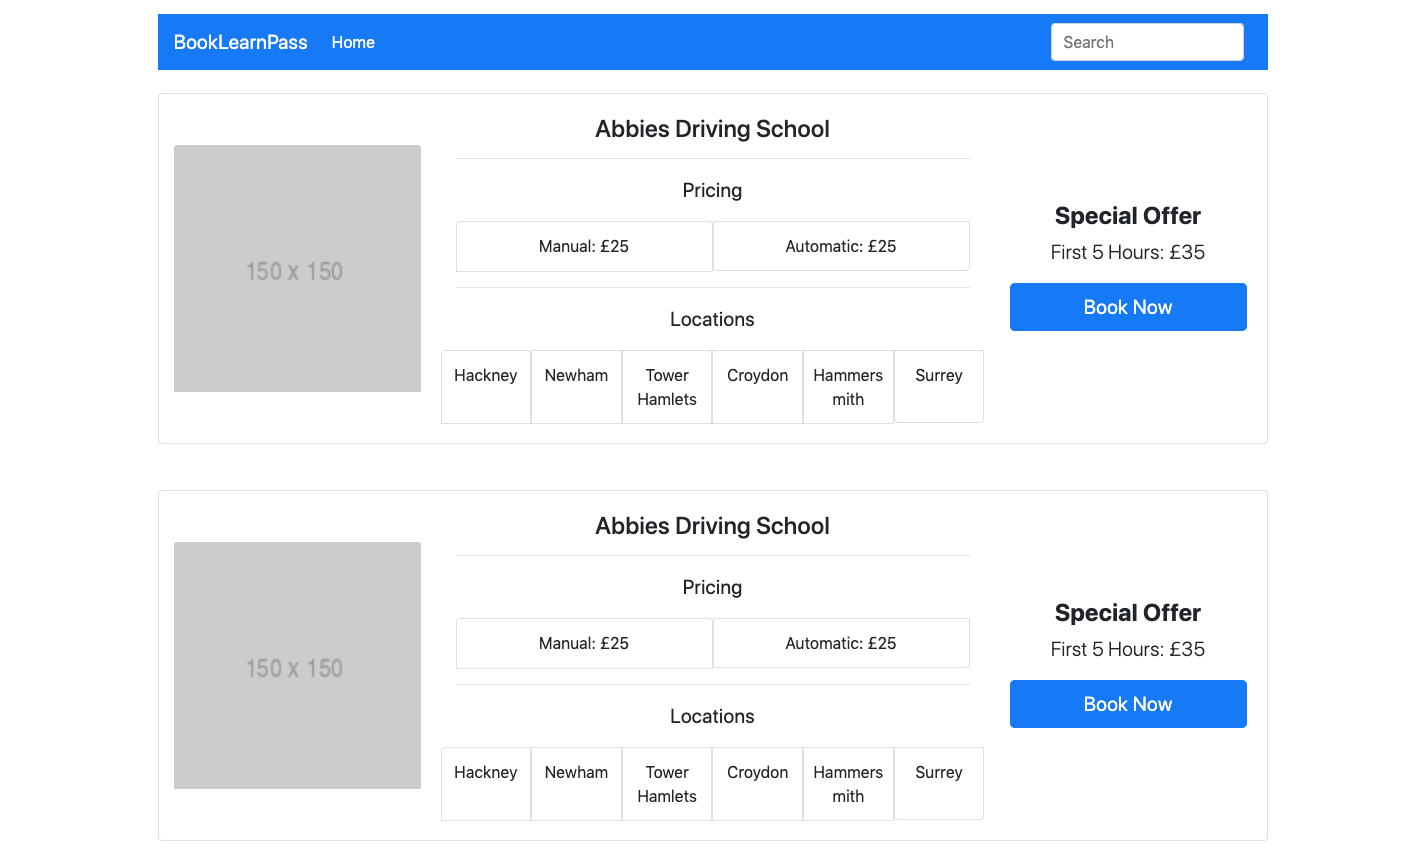 BookLearnPass Home Search
Abbies Driving School
150 x 150
Pricing
Manual: £25 Automatic: £25
Locations
Hackney Newham Tower Hamlets Croydon Hammers mith Surrey
Special Offer
First 5 Hours: £35
Book Now
Abbies Driving School
150 x 150
Pricing
Manual: £25 Automatic: £25
Locations
Hackney Newham Tower Hamlets Croydon Hammers mith Surrey
Special Offer
First 5 Hours: £35
Book Now